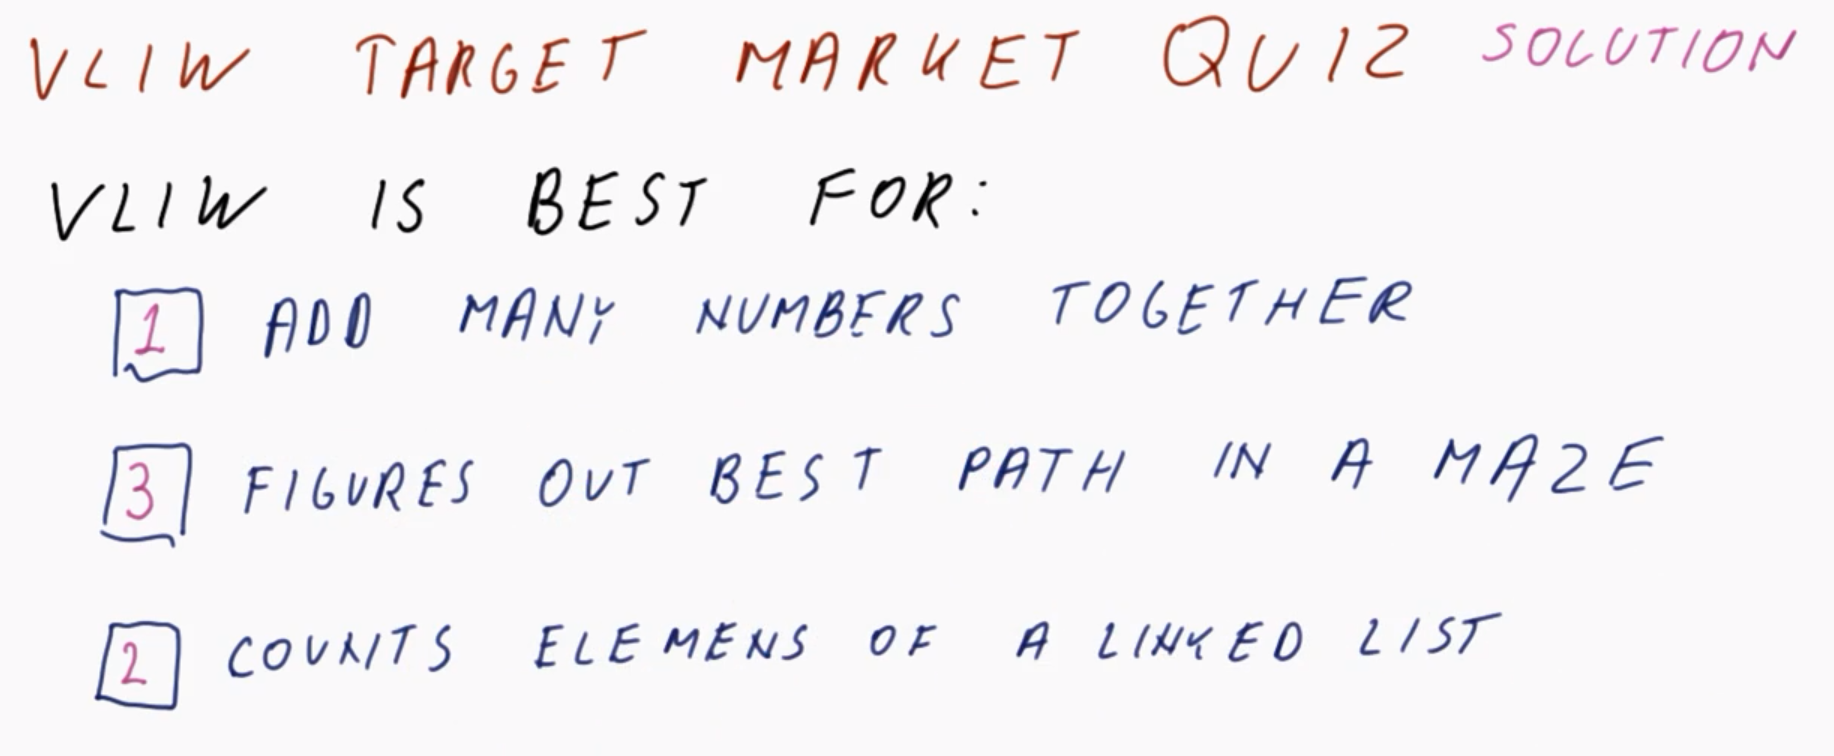 VLIW TARGET MARKET QUIZ SOLUTION
VLIW IS BEST FOR:
1 ADD MANY NUMBERS TOGETHER
3 FIGURES OUT BEST PATH IN A MAZE
2 COUNTS ELEMENS OF A LINKED LIST